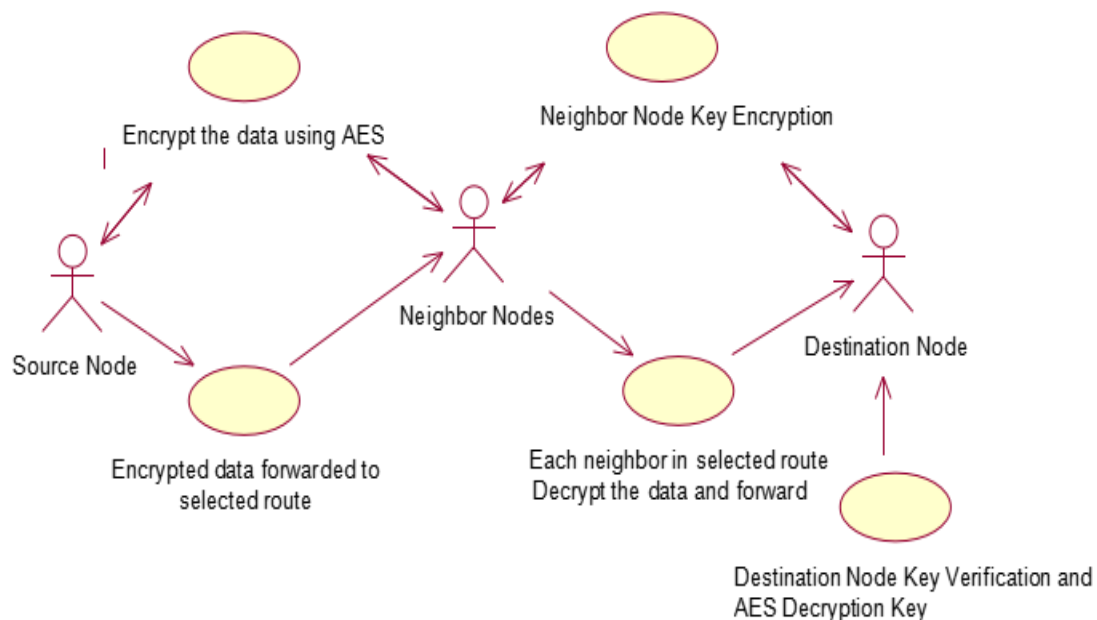 Encrypt the data using AES
Neighbor Node Key Encryption
Source Node
Neighbor Nodes
Destination Node
Encrypted data forwarded to
selected route
Each neighbor in selected route
Decrypt the data and forward
Destination Node Key Verification and
AES Decryption Key